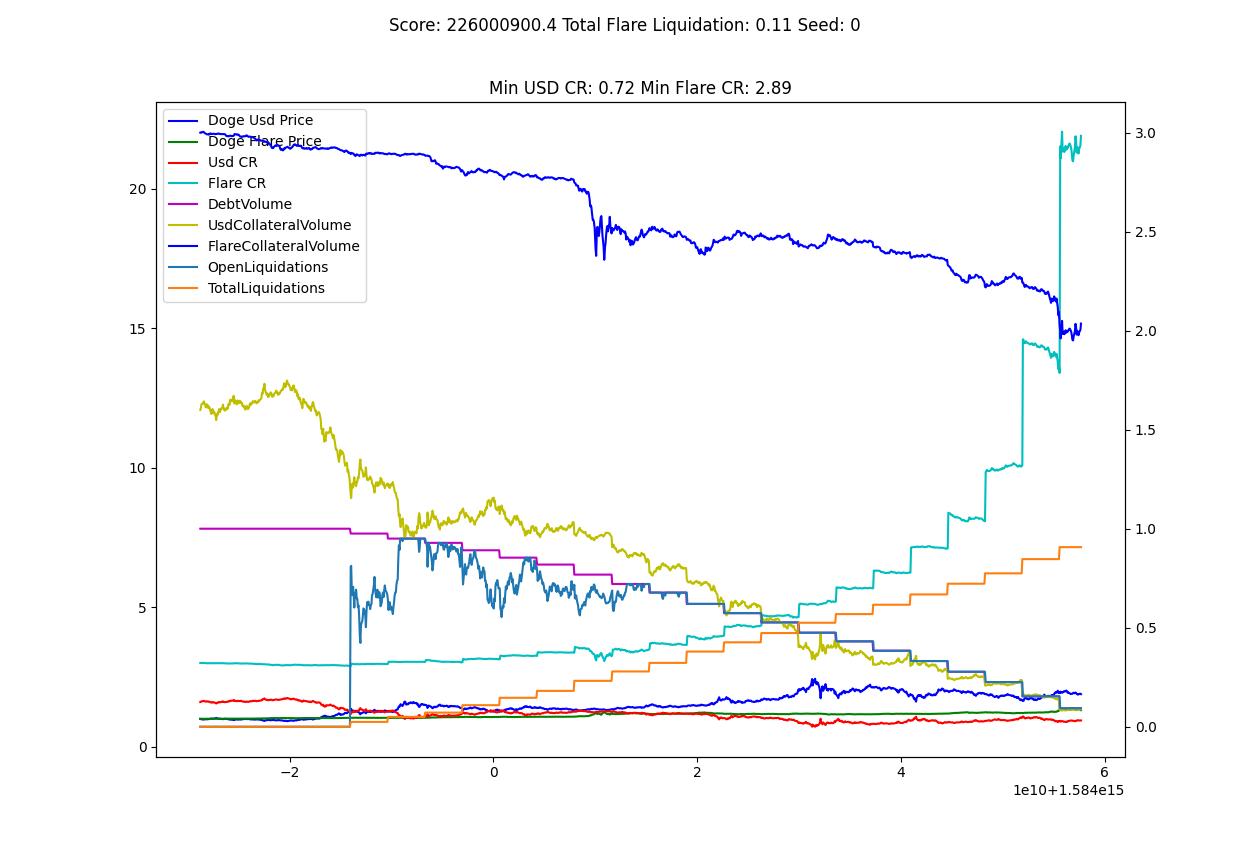 Score: 226000900.4 Total Flare Liquidation: 0.11 Seed: 0
Min USD CR: 0.72 Min Flare CR: 2.89
Doge Usd Price
Doge Flare Price
Usd CR
Flare CR
DebtVolume
UsdCollateralVolume
FlareCollateralVolume
OpenLiquidations
TotalLiquidations
20
15
10
5
0
3.0
2.5
2.0
1.5
1.0
0.5
0.0
−2
0
2
4
6
1e10+1.584e15